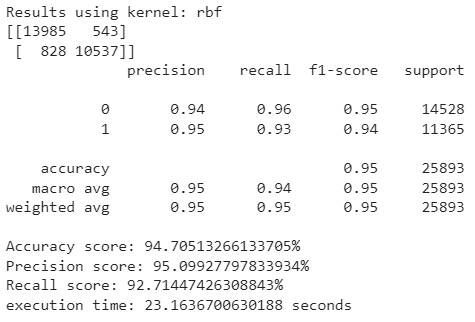 Results using kernel: rbf
[[13985   543]
 [  828 10537]]
              precision    recall  f1-score   support

           0       0.94      0.96      0.95     14528
           1       0.95      0.93      0.94     11365

    accuracy                           0.95     25893
   macro avg       0.95      0.94      0.95     25893
weighted avg       0.95      0.95      0.95     25893

Accuracy score: 94.70513266133705%
Precision score: 95.09927797833934%
Recall score: 92.71447426308843%
execution time: 23.1636700630188 seconds